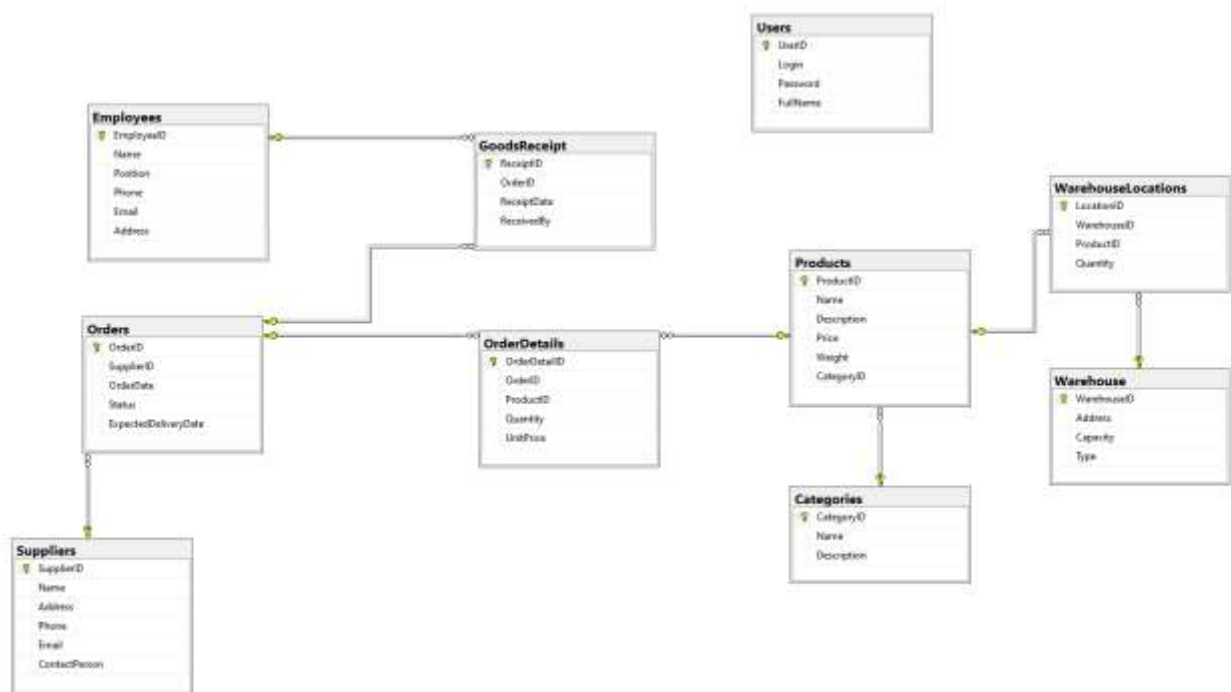 Users
UserID
Login
Password
FullName
Employees
EmployeeID
Name
Position
Phone
Email
Address
GoodsReceipt
ReceiptID
OrderID
ReceiptDate
ReceivedBy
WarehouseLocations
LocationID
WarehouseID
ProductID
Quantity
Products
ProductID
Name
Description
Price
Weight
CategoryID
Orders
OrderID
SupplierID
OrderDate
Status
ExpectedDeliveryDate
OrderDetails
OrderDetailID
OrderID
ProductID
Quantity
UnitPrice
Warehouse
WarehouseID
Address
Capacity
Type
Categories
CategoryID
Name
Description
Suppliers
SupplierID
Name
Address
Phone
Email
ContactPerson